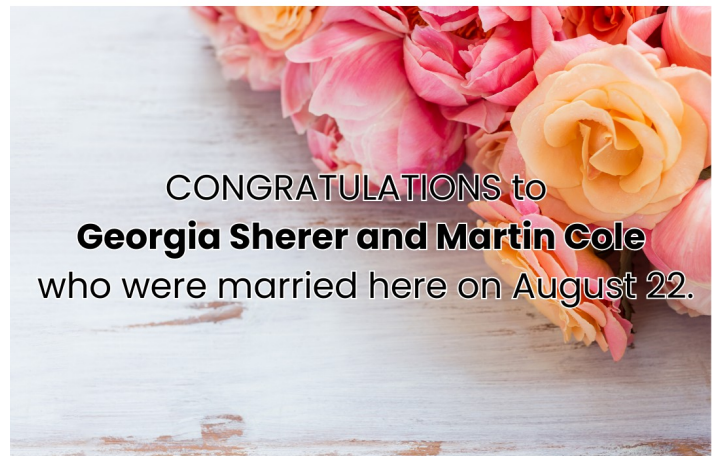 CONGRATULATIONS to
Georgia Sherer and Martin Cole
who were married here on August 22.